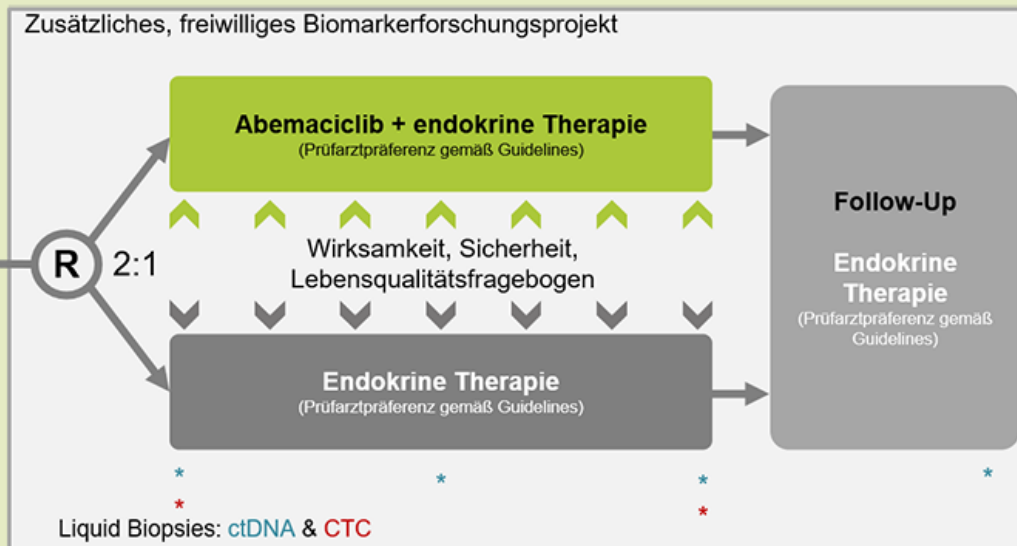 Zusätzliches, freiwilliges Biomarkerforschungsprojekt
Abemaciclib + endokrine Therapie
(Prüfarztpräferenz gemäß Guidelines)
R 2:1
Wirksamkeit, Sicherheit,
Lebensqualitätsfragebogen
Endokrine Therapie
(Prüfarztpräferenz gemäß Guidelines)
Follow-Up
Endokrine
Therapie
(Prüfarztpräferenz gemäß
Guidelines)
* * * *
* *
Liquid Biopsies: ctDNA & CTC